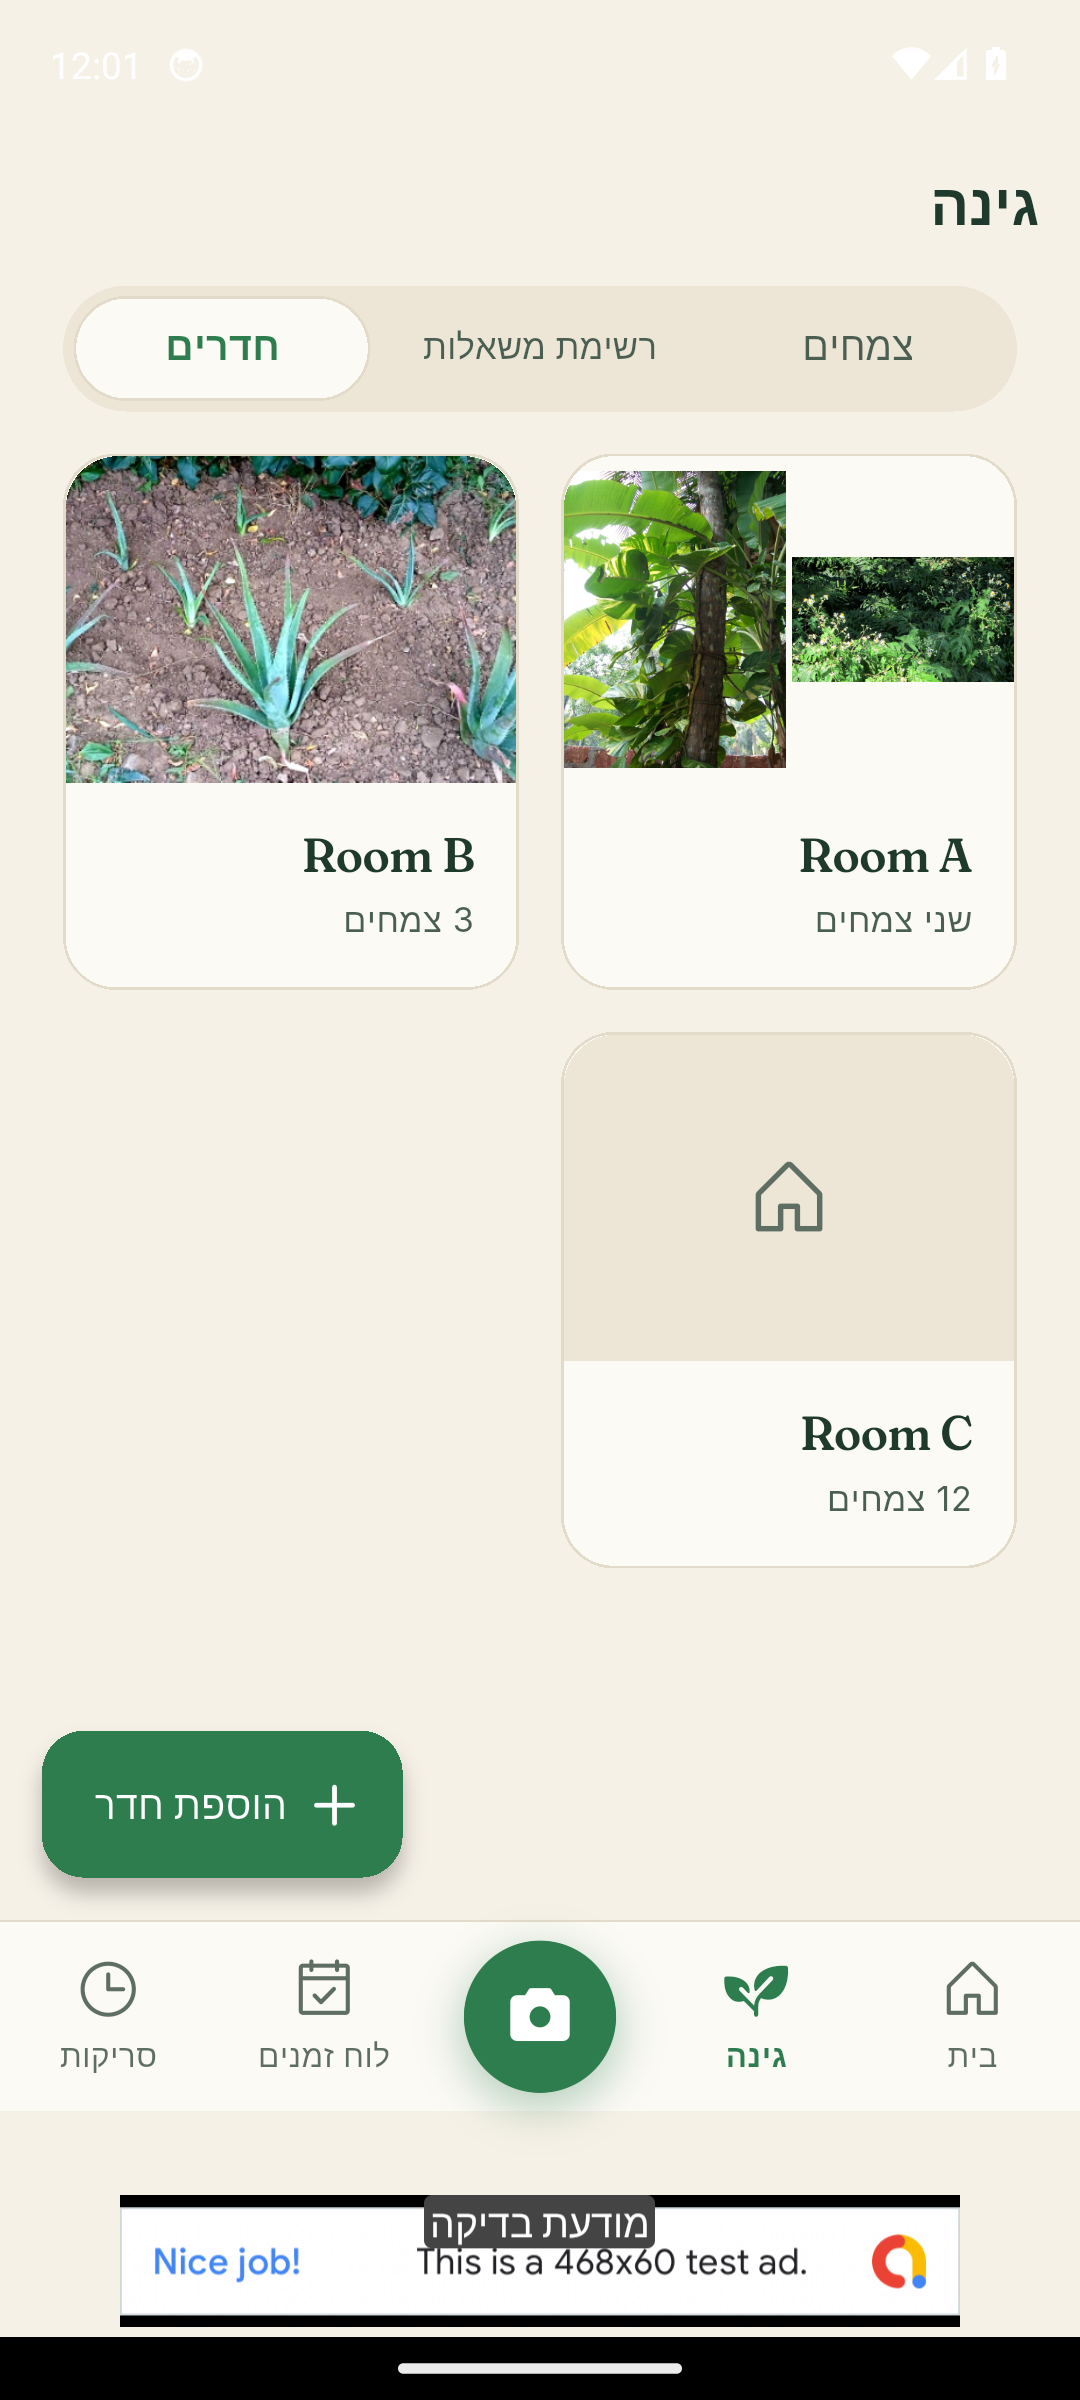 12:01
גינה
צמחים
רשימת משאלות
חדרים
Room A
שני צמחים
Room B
3 צמחים
Room C
12 צמחים
הוספת חדר
בית
גינה
לוח זמנים
סריקות
מודעת בדיקה
Nice job!
This is a 468x60 test ad.